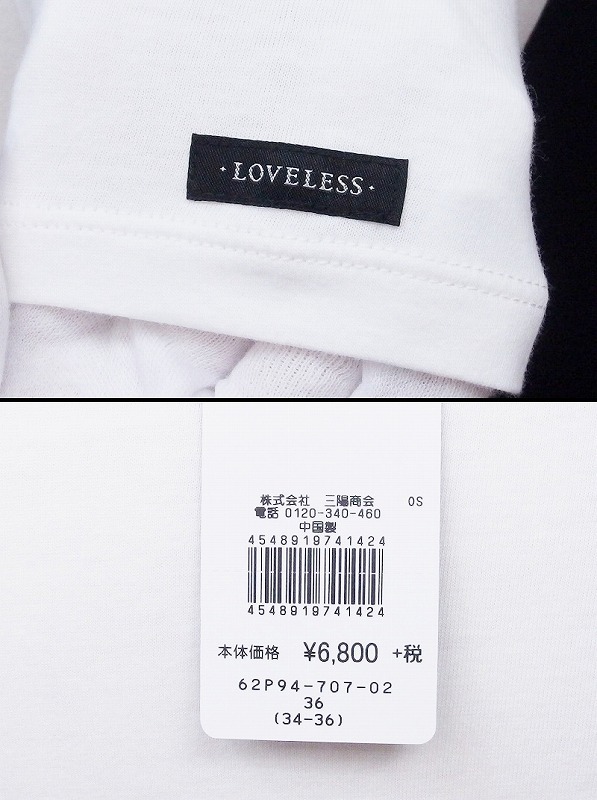 · LOVELESS ·
株式会社 三陽商会 OS
電話 0120-340-460
中国製
4548919741424
4548919741424
本体価格 ¥6,800 +税
62P94-707-02
36
(34-36)